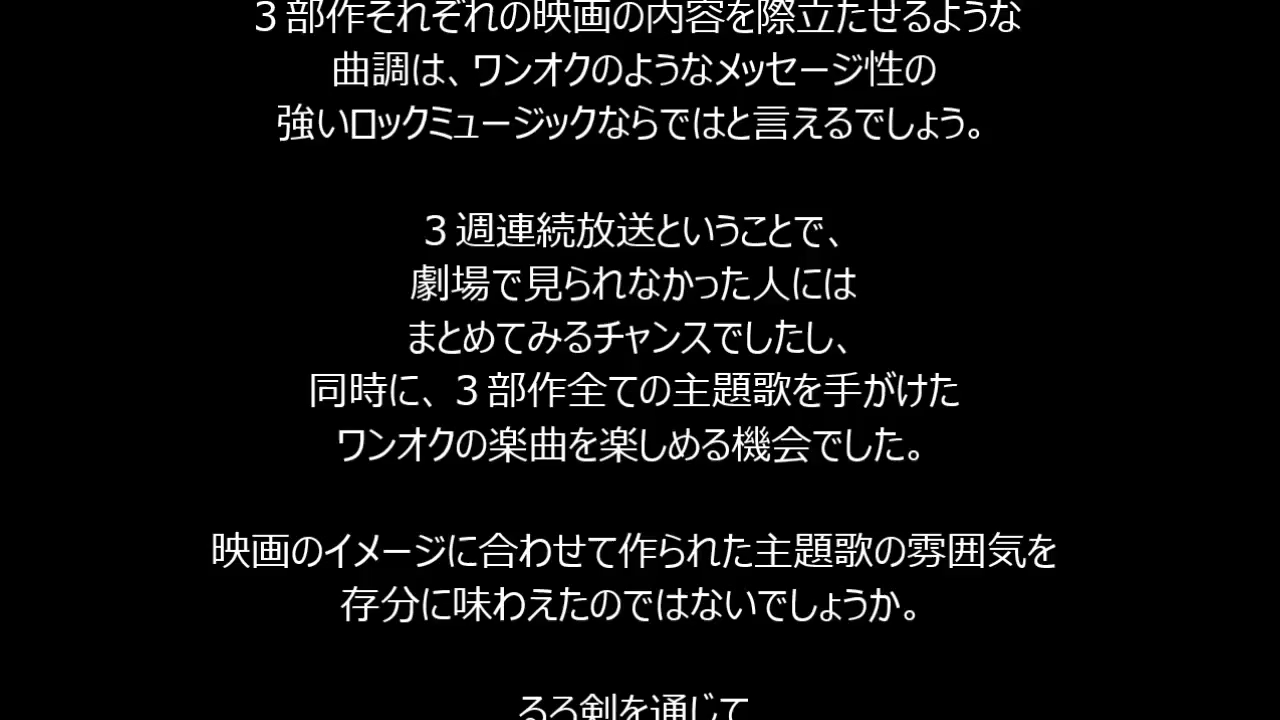 ３部作それぞれの映画の内容を際立たせるような
曲調は、ワンオクのようなメッセージ性の
強いロックミュージックならではと言えるでしょう。
３週連続放送ということで、
劇場で見られなかった人には
まとめてみるチャンスでしたし、
同時に、３部作全ての主題歌を手がけた
ワンオクの楽曲を楽しめる機会でした。
映画のイメージに合わせて作られた主題歌の雰囲気を
存分に味わえたのではないでしょうか。
るろ剣を通じて